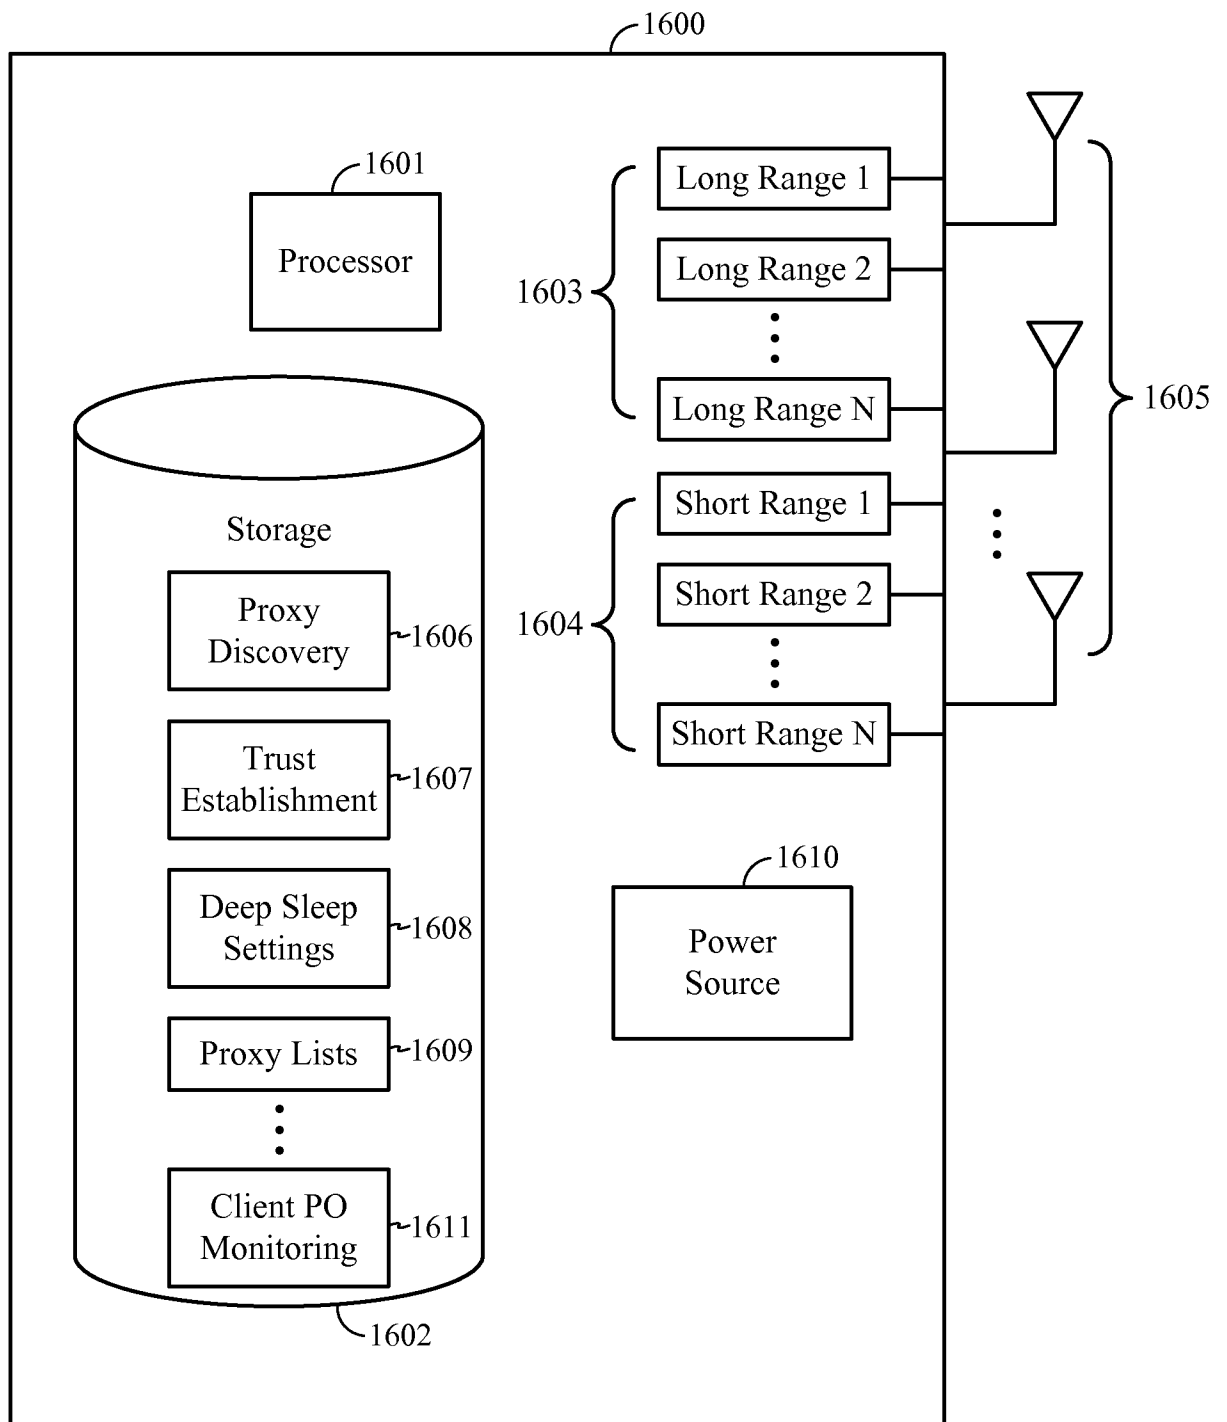 1600
1601
Processor
Long Range 1
Long Range 2
Long Range N
1603
Short Range 1
Short Range 2
Short Range N
1604
1605
Storage
Proxy
Discovery
1606
Trust
Establishment
1607
Deep Sleep
Settings
1608
Proxy Lists
1609
Client PO
Monitoring
1611
1602
1610
Power
Source